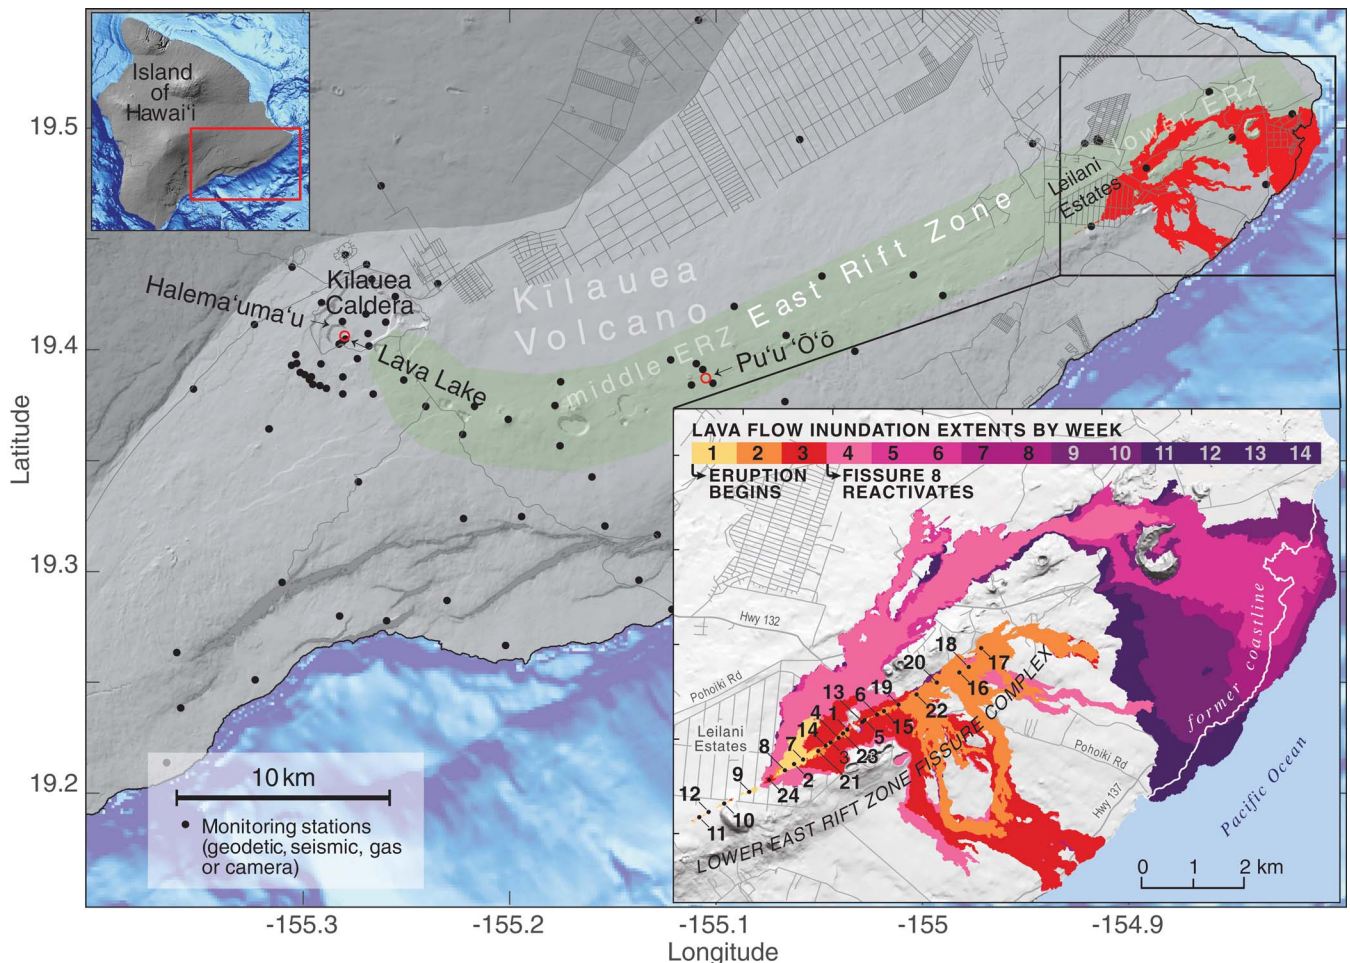 Island
of
Hawaiʻi
19.5
19.4
19.3
19.2
Latitude
-155.3
-155.2
-155.1
-155
-154.9
Longitude
Kīlauea
Caldera
Halemaʻumaʻu
Lava Lake
Kīlauea
Volcano
middle ERZ
East Rift Zone
lower ERZ
Puʻu ʻŌʻō
Leilani
Estates
10 km
Monitoring stations
(geodetic, seismic, gas
or camera)
LAVA FLOW INUNDATION EXTENTS BY WEEK
1 2 3 4 5 6 7 8 9 10 11 12 13 14
ERUPTION
BEGINS
FISSURE 8
REACTIVATES
Hwy 132
Pohoiki Rd
Leilani
Estates
18
20
17
16
13
6
19
4
1
22
14
15
7
5
8
3
23
9
2
21
24
12
10
11
LOWER EAST RIFT ZONE FISSURE COMPLEX
Pohoiki Rd
Hwy 137
former coastline
Pacific Ocean
0 1 2 km